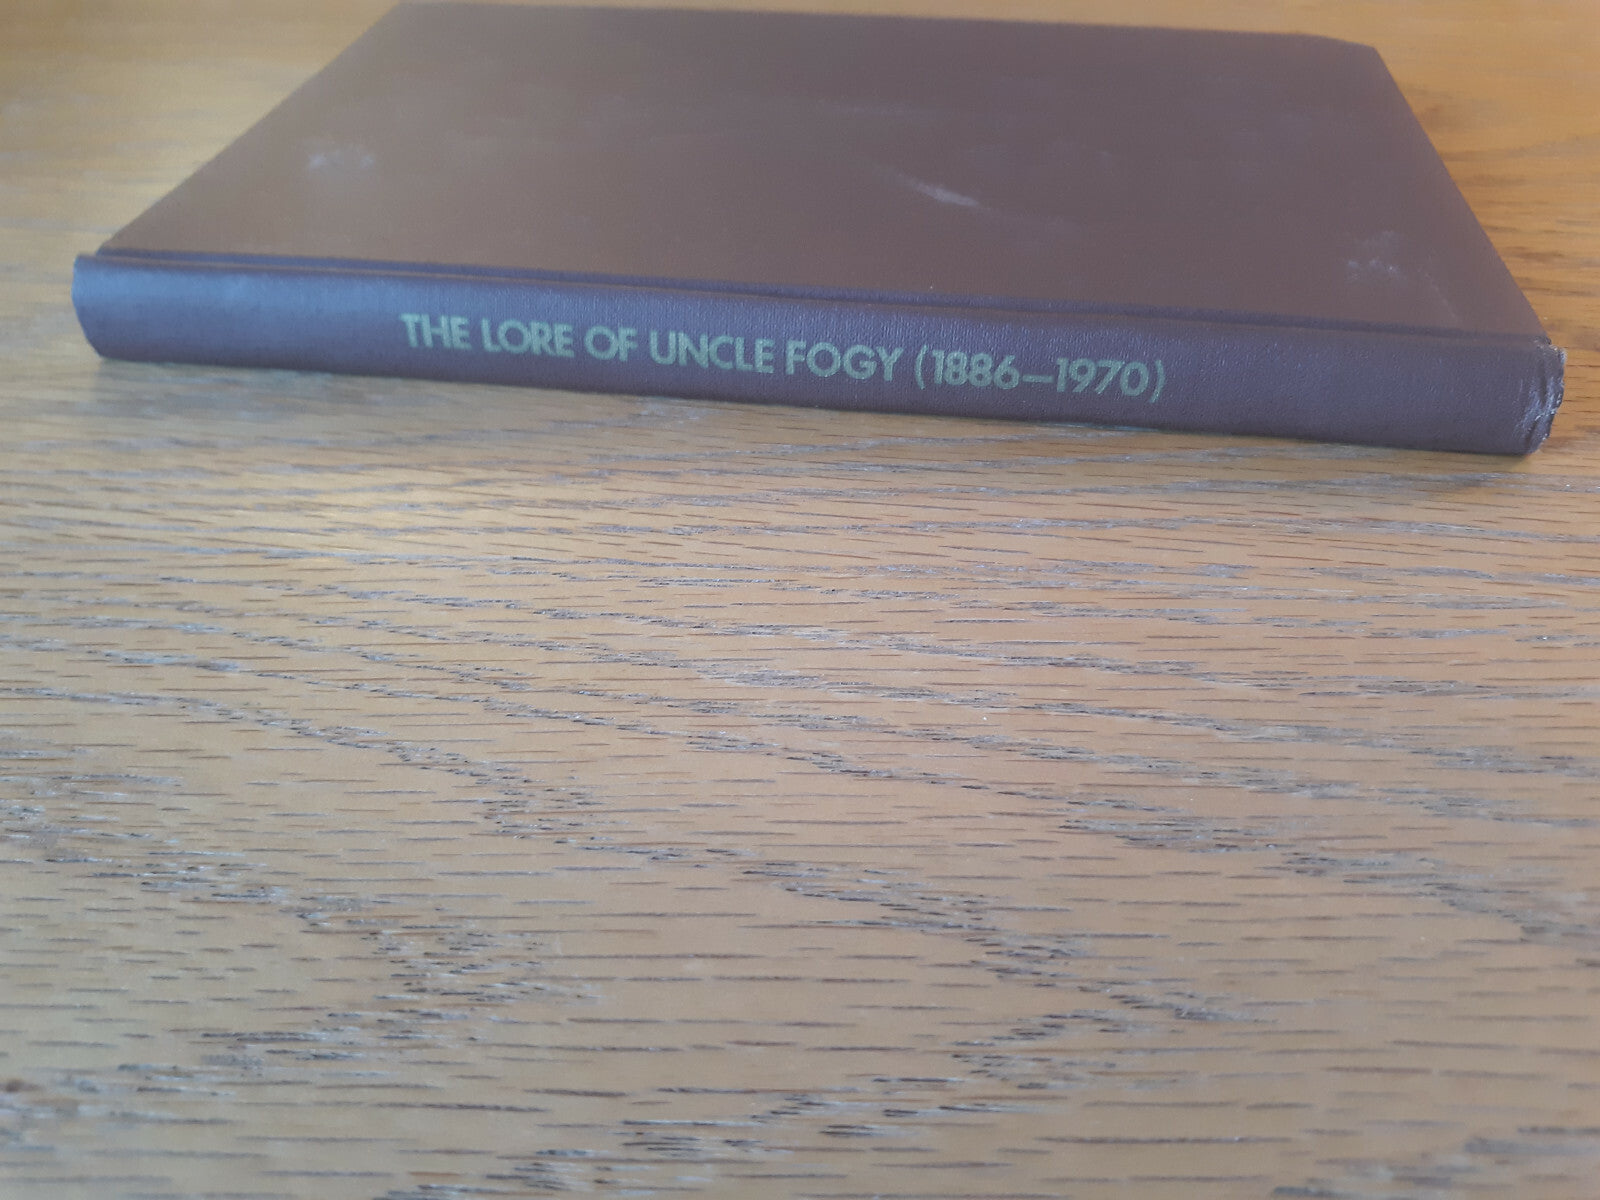 THE LORE OF UNCLE FOGY (1886–1970)